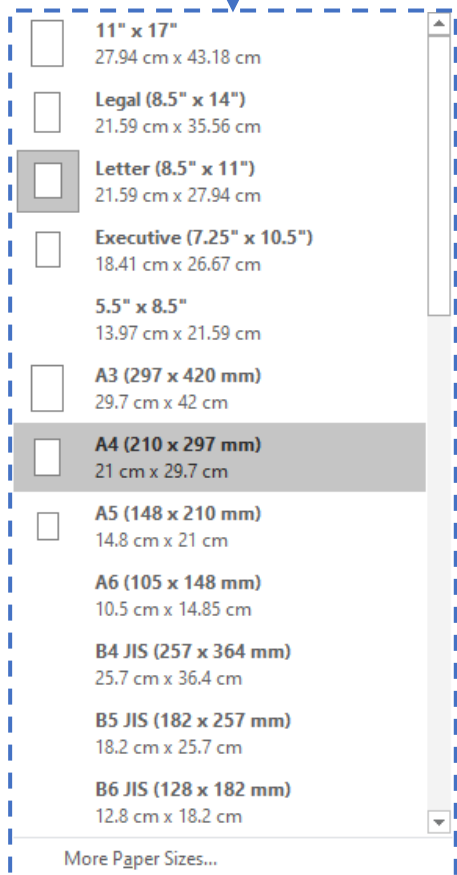 11" x 17"
27.94 cm x 43.18 cm
Legal (8.5" x 14")
21.59 cm x 35.56 cm
Letter (8.5" x 11")
21.59 cm x 27.94 cm
Executive (7.25" x 10.5")
18.41 cm x 26.67 cm
5.5" x 8.5"
13.97 cm x 21.59 cm
A3 (297 x 420 mm)
29.7 cm x 42 cm
A4 (210 x 297 mm)
21 cm x 29.7 cm
A5 (148 x 210 mm)
14.8 cm x 21 cm
A6 (105 x 148 mm)
10.5 cm x 14.85 cm
B4 JIS (257 x 364 mm)
25.7 cm x 36.4 cm
B5 JIS (182 x 257 mm)
18.2 cm x 25.7 cm
B6 JIS (128 x 182 mm)
12.8 cm x 18.2 cm
More Paper Sizes...